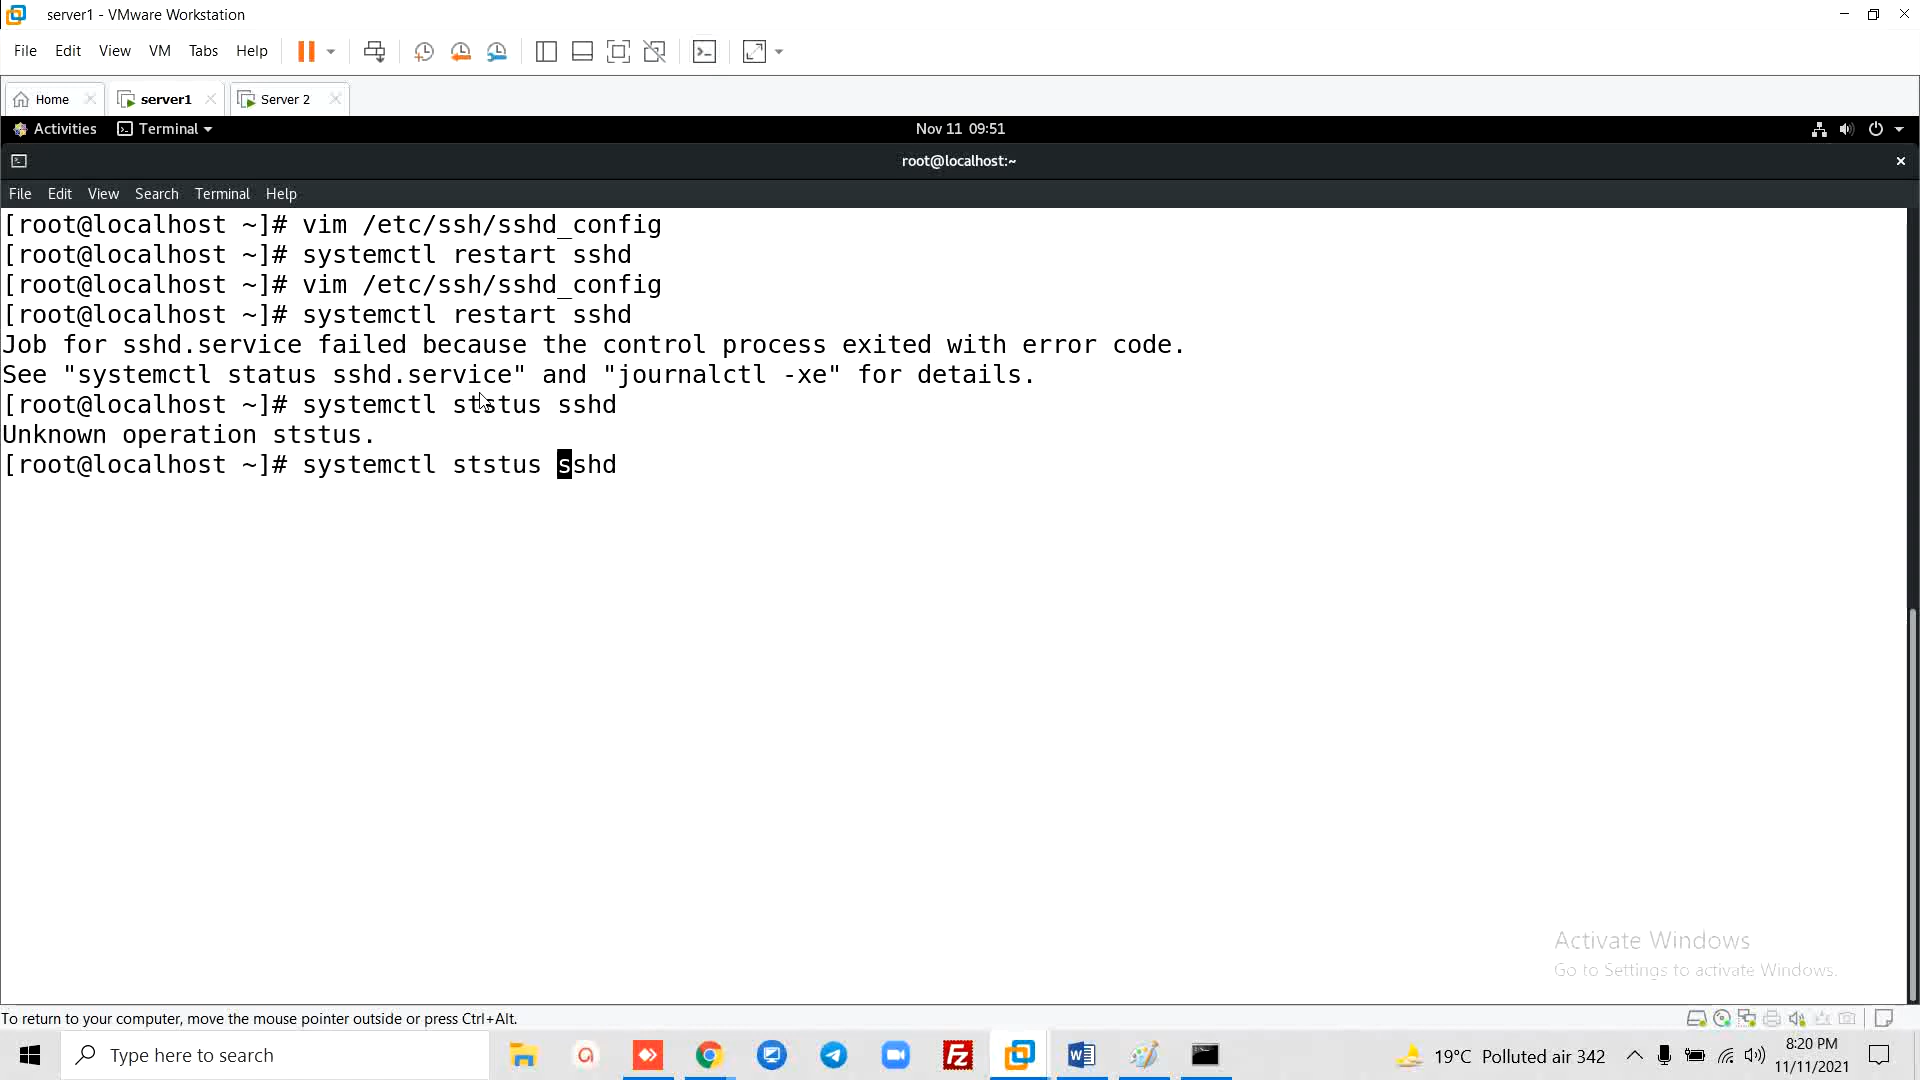 server1 - VMware Workstation
File Edit View VM Tabs Help
Home server1 Server 2
Activities Terminal Nov 11 09:51
root@localhost:~
File Edit View Search Terminal Help
[root@localhost ~]# vim /etc/ssh/sshd_config
[root@localhost ~]# systemctl restart sshd
[root@localhost ~]# vim /etc/ssh/sshd_config
[root@localhost ~]# systemctl restart sshd
Job for sshd.service failed because the control process exited with error code.
See "systemctl status sshd.service" and "journalctl -xe" for details.
[root@localhost ~]# systemctl ststus sshd
Unknown operation ststus.
[root@localhost ~]# systemctl ststus sshd
Activate Windows
Go to Settings to activate Windows.
To return to your computer, move the mouse pointer outside or press Ctrl+Alt.
Type here to search
19°C Polluted air 342
8:20 PM
11/11/2021